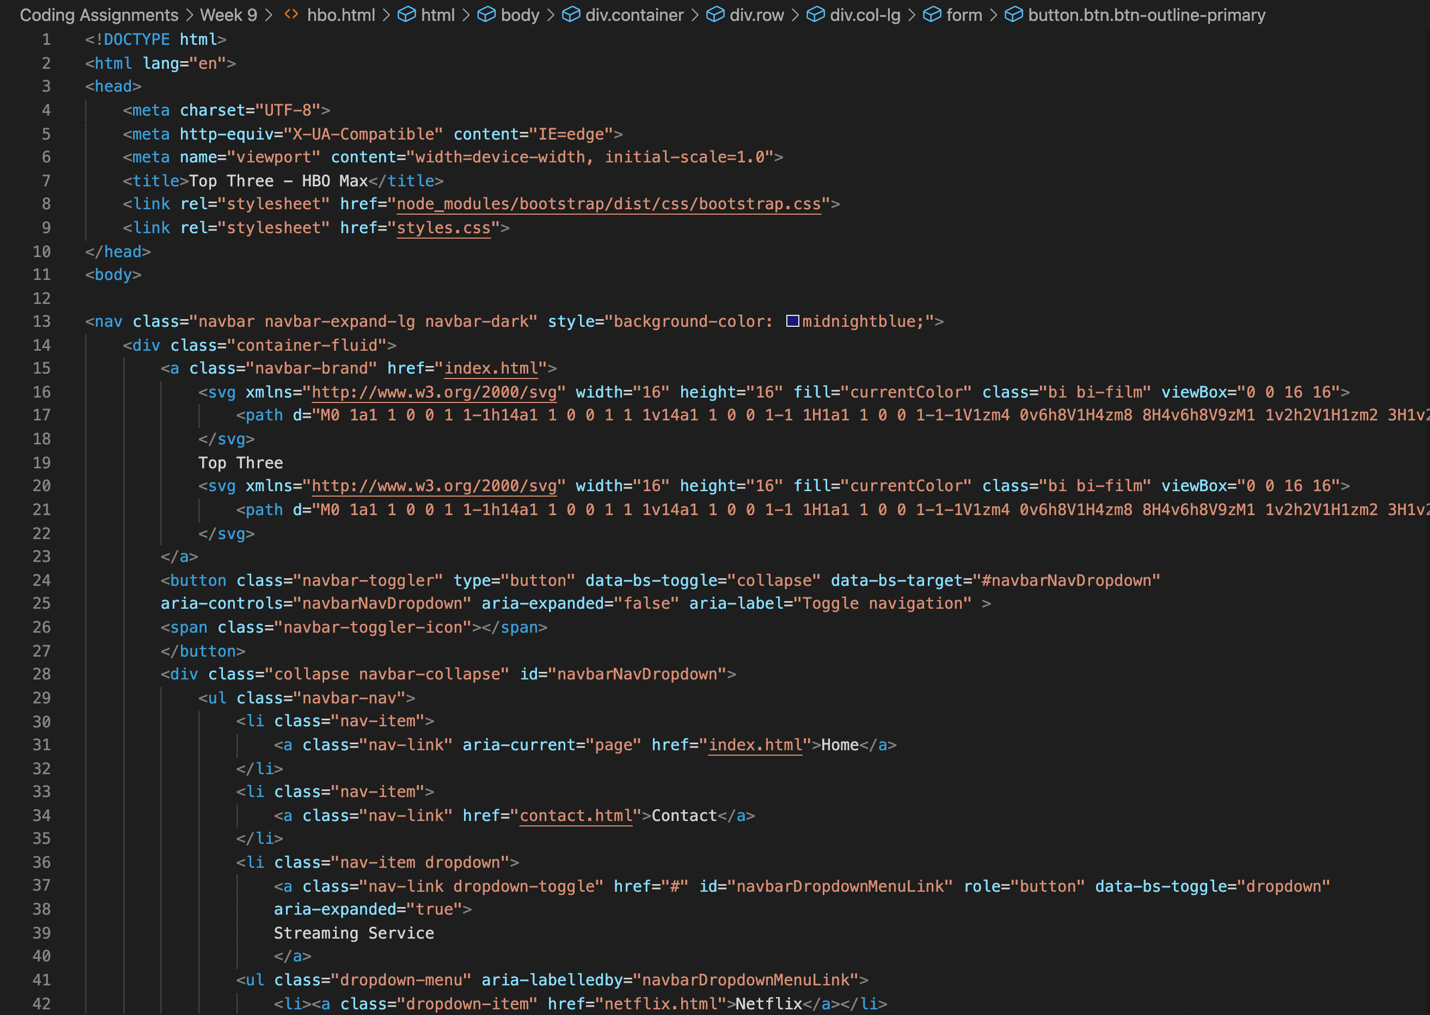 Coding Assignments > Week 9 > <> hbo.html > html > body > div.container > div.row > div.col-lg > form > button.btn.btn-outline-primary
1 <!DOCTYPE html>
2 <html lang="en">
3 <head>
4 <meta charset="UTF-8">
5 <meta http-equiv="X-UA-Compatible" content="IE=edge">
6 <meta name="viewport" content="width=device-width, initial-scale=1.0">
7 <title>Top Three - HBO Max</title>
8 <link rel="stylesheet" href="node_modules/bootstrap/dist/css/bootstrap.css">
9 <link rel="stylesheet" href="styles.css">
10 </head>
11 <body>
12
13 <nav class="navbar navbar-expand-lg navbar-dark" style="background-color: midnightblue;">
14 <div class="container-fluid">
15 <a class="navbar-brand" href="index.html">
16 <svg xmlns="http://www.w3.org/2000/svg" width="16" height="16" fill="currentColor" class="bi bi-film" viewBox="0 0 16 16">
17 <path d="M0 1a1 1 0 0 1 1-1h14a1 1 0 0 1 1 1v14a1 1 0 0 1-1 1H1a1 1 0 0 1-1-1V1zm4 0v6h8V1H4zm8 8H4v6h8V9zM1 1v2h2V1H1zm2 3H1v2
18 </svg>
19 Top Three
20 <svg xmlns="http://www.w3.org/2000/svg" width="16" height="16" fill="currentColor" class="bi bi-film" viewBox="0 0 16 16">
21 <path d="M0 1a1 1 0 0 1 1-1h14a1 1 0 0 1 1 1v14a1 1 0 0 1-1 1H1a1 1 0 0 1-1-1V1zm4 0v6h8V1H4zm8 8H4v6h8V9zM1 1v2h2V1H1zm2 3H1v2
22 </svg>
23 </a>
24 <button class="navbar-toggler" type="button" data-bs-toggle="collapse" data-bs-target="#navbarNavDropdown"
25 aria-controls="navbarNavDropdown" aria-expanded="false" aria-label="Toggle navigation" >
26 <span class="navbar-toggler-icon"></span>
27 </button>
28 <div class="collapse navbar-collapse" id="navbarNavDropdown">
29 <ul class="navbar-nav">
30 <li class="nav-item">
31 <a class="nav-link" aria-current="page" href="index.html">Home</a>
32 </li>
33 <li class="nav-item">
34 <a class="nav-link" href="contact.html">Contact</a>
35 </li>
36 <li class="nav-item dropdown">
37 <a class="nav-link dropdown-toggle" href="#" id="navbarDropdownMenuLink" role="button" data-bs-toggle="dropdown"
38 aria-expanded="true">
39 Streaming Service
40 </a>
41 <ul class="dropdown-menu" aria-labelledby="navbarDropdownMenuLink">
42 <li><a class="dropdown-item" href="netflix.html">Netflix</a></li>